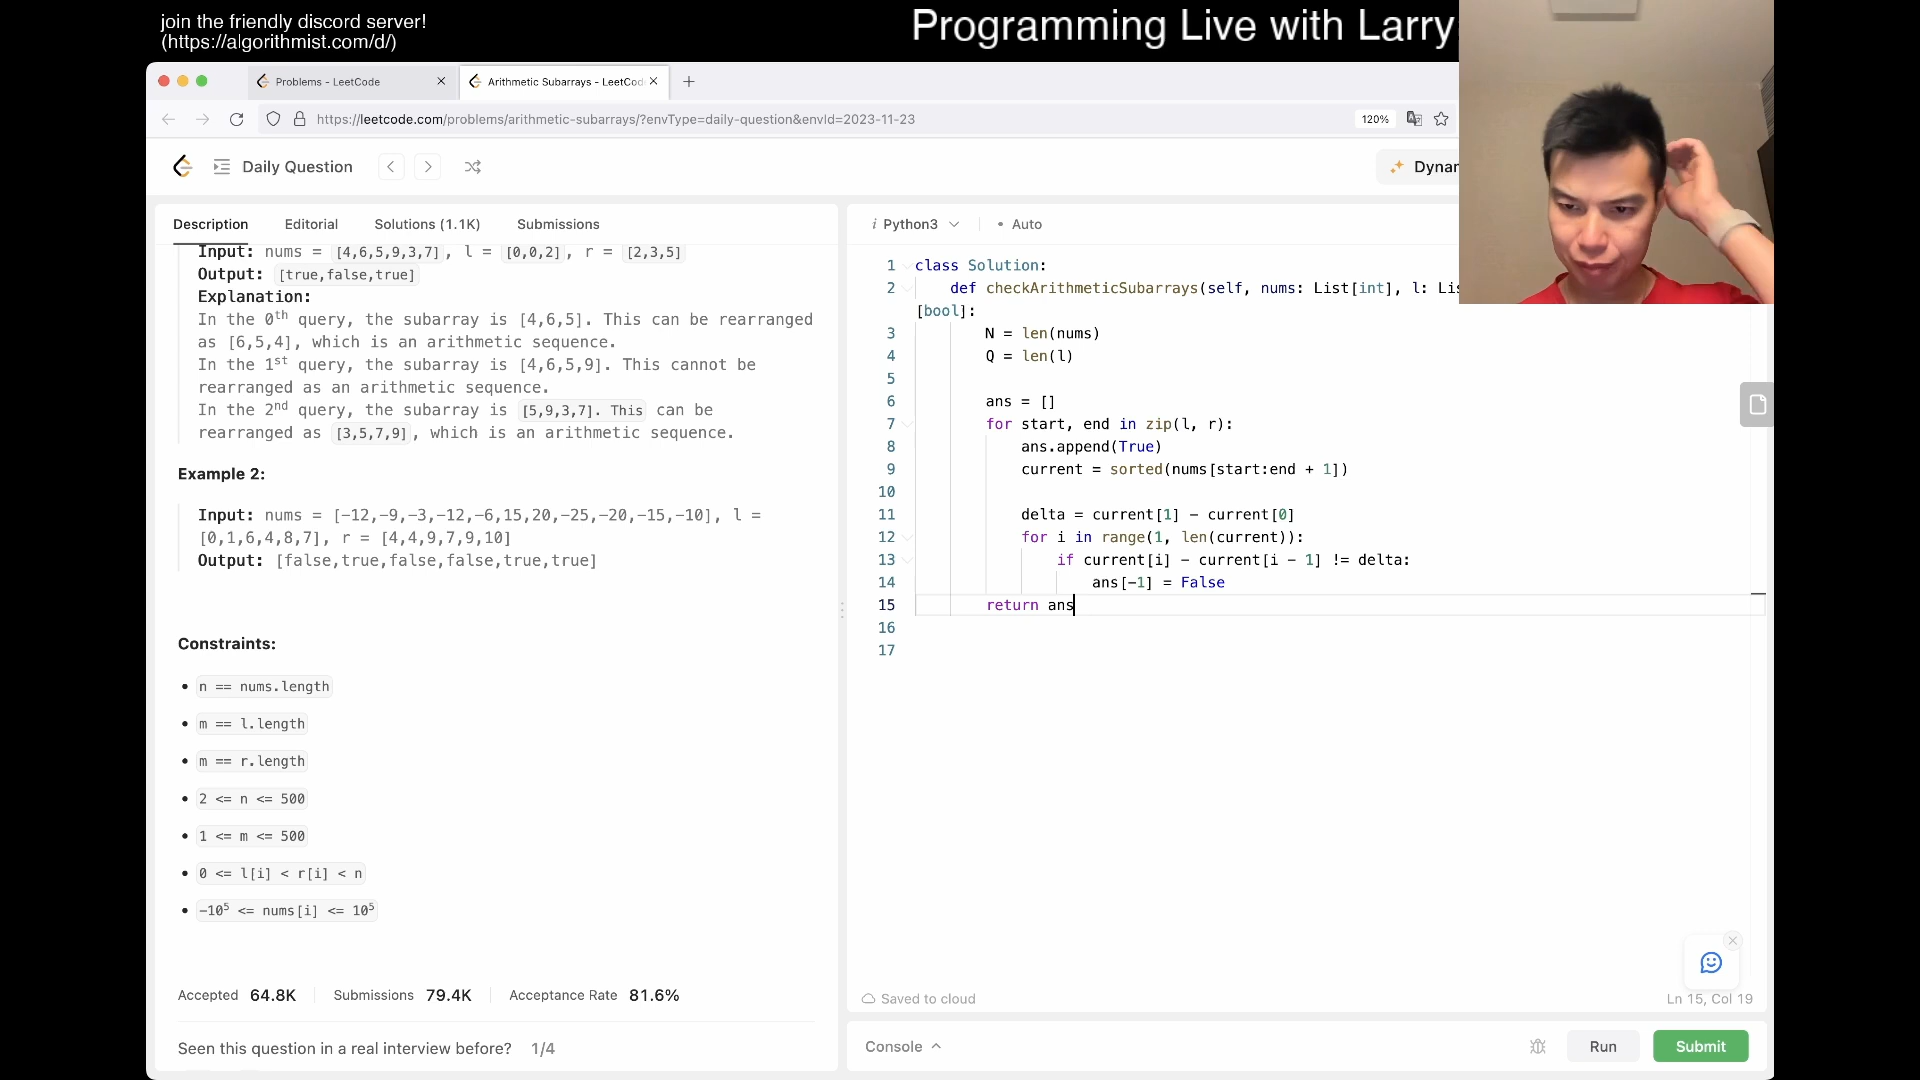 join the friendly discord server!
(https://algorithmist.com/d/)
Programming Live with Larry
Problems - LeetCode
Arithmetic Subarrays - LeetCod
https://leetcode.com/problems/arithmetic-subarrays/?envType=daily-question&envId=2023-11-23
120%
Daily Question
Dynan
Description Editorial Solutions (1.1K) Submissions
Input: nums = [4,6,5,9,3,7], l = [0,0,2], r = [2,3,5]
Output: [true,false,true]
Explanation:
In the 0th query, the subarray is [4,6,5]. This can be rearranged
as [6,5,4], which is an arithmetic sequence.
In the 1st query, the subarray is [4,6,5,9]. This cannot be
rearranged as an arithmetic sequence.
In the 2nd query, the subarray is [5,9,3,7]. This can be
rearranged as [3,5,7,9], which is an arithmetic sequence.
Example 2:
Input: nums = [-12,-9,-3,-12,-6,15,20,-25,-20,-15,-10], l =
[0,1,6,4,8,7], r = [4,4,9,7,9,10]
Output: [false,true,false,false,true,true]
Constraints:
• n == nums.length
• m == l.length
• m == r.length
• 2 <= n <= 500
• 1 <= m <= 500
• 0 <= l[i] < r[i] < n
• -10⁵ <= nums[i] <= 10⁵
Accepted 64.8K Submissions 79.4K Acceptance Rate 81.6%
Seen this question in a real interview before? 1/4
i Python3 • Auto
1 class Solution:
2 def checkArithmeticSubarrays(self, nums: List[int], l: Lis
[bool]:
3 N = len(nums)
4 Q = len(l)
5
6 ans = []
7 for start, end in zip(l, r):
8 ans.append(True)
9 current = sorted(nums[start:end + 1])
10
11 delta = current[1] - current[0]
12 for i in range(1, len(current)):
13 if current[i] - current[i - 1] != delta:
14 ans[-1] = False
15 return ans
16
17
Saved to cloud
Ln 15, Col 19
Console Run Submit